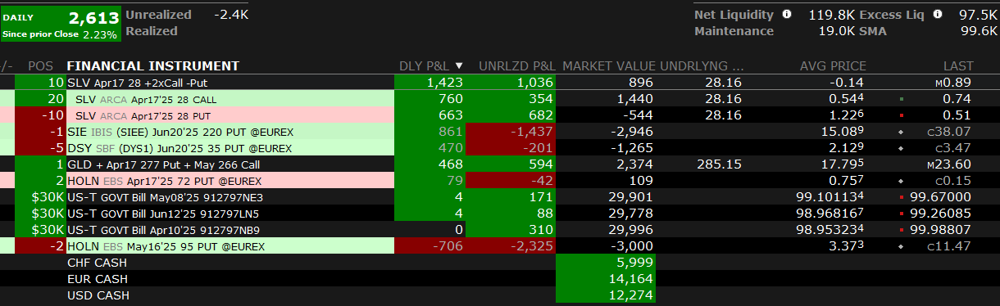 DAILY 2,613 Unrealized -2.4K Net Liquidity i 119.8K Excess Liq i 97.5K
Since prior Close 2.23% Realized Maintenance 19.0K SMA 99.6K
/- POS FINANCIAL INSTRUMENT DLY P&L ▼ UNRLZD P&L MARKET VALUE UNDRLYNG ... AVG PRICE LAST
10 SLV Apr17 28 +2xCall -Put 1,423 1,036 896 28.16 -0.14 M0.89
20 SLV ARCA Apr17'25 28 CALL 760 354 1,440 28.16 0.544 0.74
-10 SLV ARCA Apr17'25 28 PUT 663 682 -544 28.16 1.226 0.51
-1 SIE IBIS (SIEE) Jun20'25 220 PUT @EUREX 861 -1,437 -2,946 15.089 C38.07
-5 DSY SBF (DYS1) Jun20'25 35 PUT @EUREX 470 -201 -1,265 2.129 C3.47
1 GLD + Apr17 277 Put + May 266 Call 468 594 2,374 285.15 17.795 M23.60
2 HOLN EBS Apr17'25 72 PUT @EUREX 79 -42 109 0.757 C0.15
$30K US-T GOVT Bill May08'25 912797NE3 4 171 29,901 99.101134 99.67000
$30K US-T GOVT Bill Jun12'25 912797LN5 4 88 29,778 98.968167 99.26085
$30K US-T GOVT Bill Apr10'25 912797NB9 0 310 29,996 98.953234 99.98807
-2 HOLN EBS May16'25 95 PUT @EUREX -706 -2,325 -3,000 3.373 C11.47
CHF CASH 5,999
EUR CASH 14,164
USD CASH 12,274